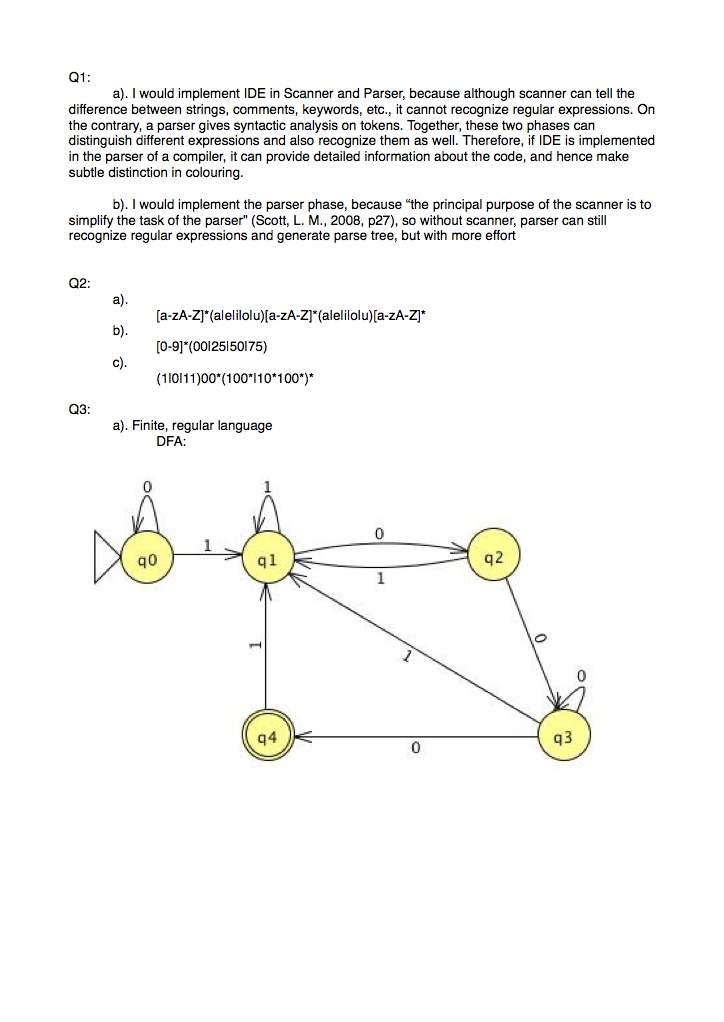 Q1:
a). I would implement IDE in Scanner and Parser, because although scanner can tell the
difference between strings, comments, keywords, etc., it cannot recognize regular expressions. On
the contrary, a parser gives syntactic analysis on tokens. Together, these two phases can
distinguish different expressions and also recognize them as well. Therefore, if IDE is implemented
in the parser of a compiler, it can provide detailed information about the code, and hence make
subtle distinction in colouring.
b). I would implement the parser phase, because “the principal purpose of the scanner is to
simplify the task of the parser” (Scott, L. M., 2008, p27), so without scanner, parser can still
recognize regular expressions and generate parse tree, but with more effort
Q2:
a).
[a-zA-Z]*(a|e|i|o|u)[a-zA-Z]*(a|e|i|o|u)[a-zA-Z]*
b).
[0-9]*(00|25|50|75)
c).
(1|0|11)00*(100*|10*100*)*
Q3:
a). Finite, regular language
DFA:
0
1
q0
1
q1
0
1
q2
0
1
1
0
q4
0
q3